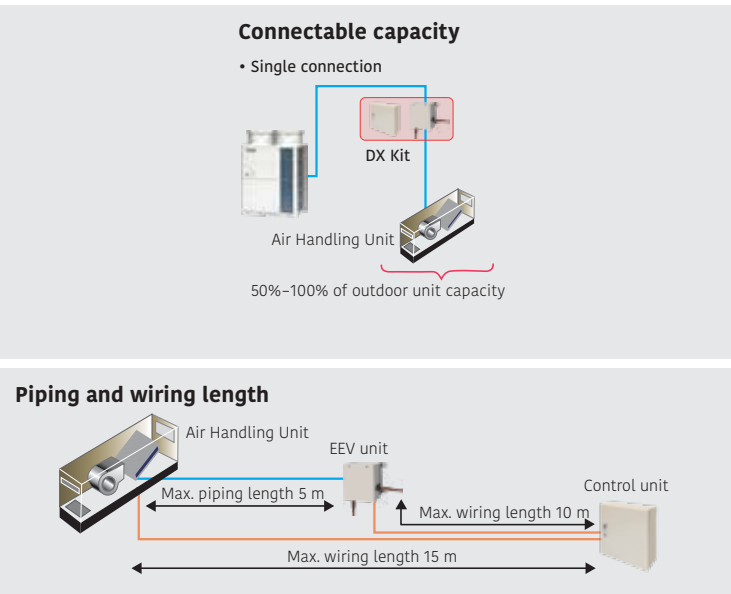 Connectable capacity
• Single connection
DX Kit
Air Handling Unit
50%–100% of outdoor unit capacity
Piping and wiring length
Air Handling Unit
EEV unit
Control unit
Max. piping length 5 m
Max. wiring length 10 m
Max. wiring length 15 m